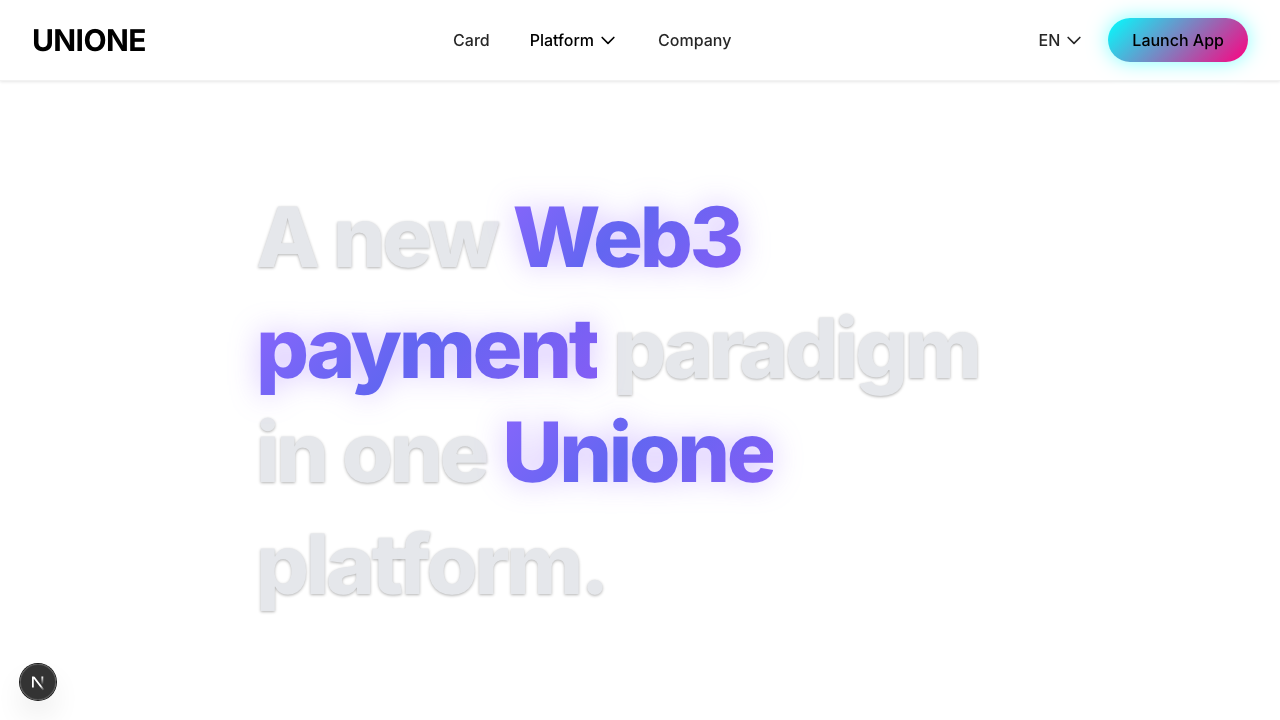 UNIONE
Card
Platform
Company
EN
Launch App
A new Web3
payment paradigm
in one Unione
platform.
N